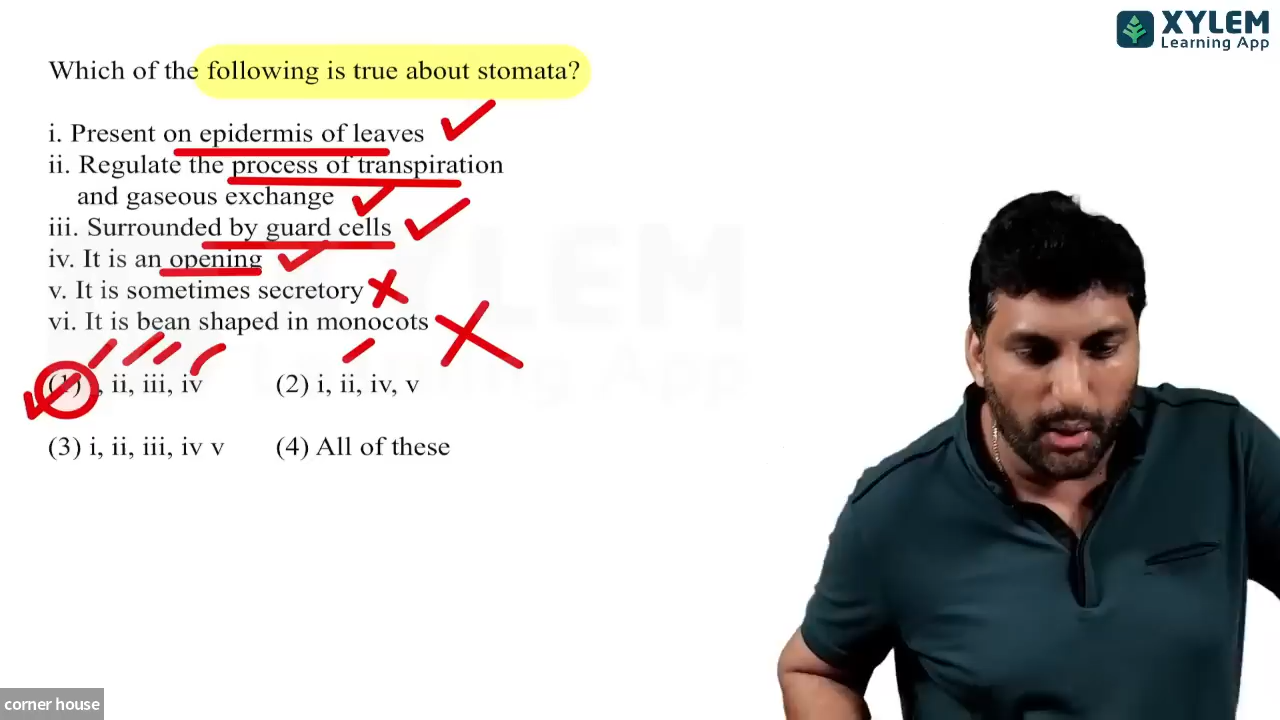 XYLEM
Learning App
Which of the following is true about stomata?
i. Present on epidermis of leaves
ii. Regulate the process of transpiration
and gaseous exchange
iii. Surrounded by guard cells
iv. It is an opening
v. It is sometimes secretory
vi. It is bean shaped in monocots
(1) , ii, iii, iv
(2) i, ii, iv, v
(3) i, ii, iii, iv v
(4) All of these
XYLEM
Learning App
corner house